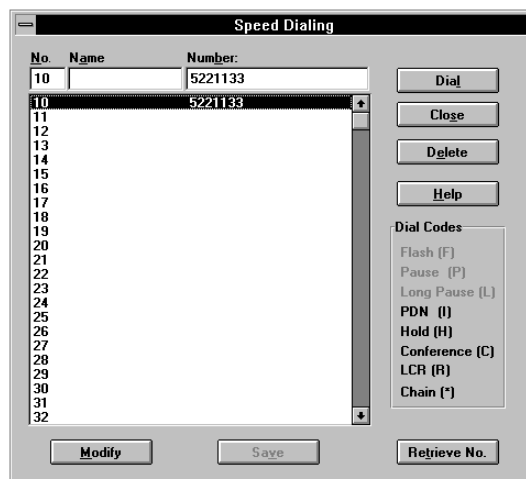 Speed Dialing
No. Name Number:
10 5221133
10 5221133
11
12
13
14
15
16
17
18
19
20
21
22
23
24
25
26
27
28
29
30
31
32
Dial
Close
Delete
Help
Dial Codes
Flash (F)
Pause (P)
Long Pause (L)
PDN (I)
Hold (H)
Conference (C)
LCR (R)
Chain (*)
Modify Save Retrieve No.